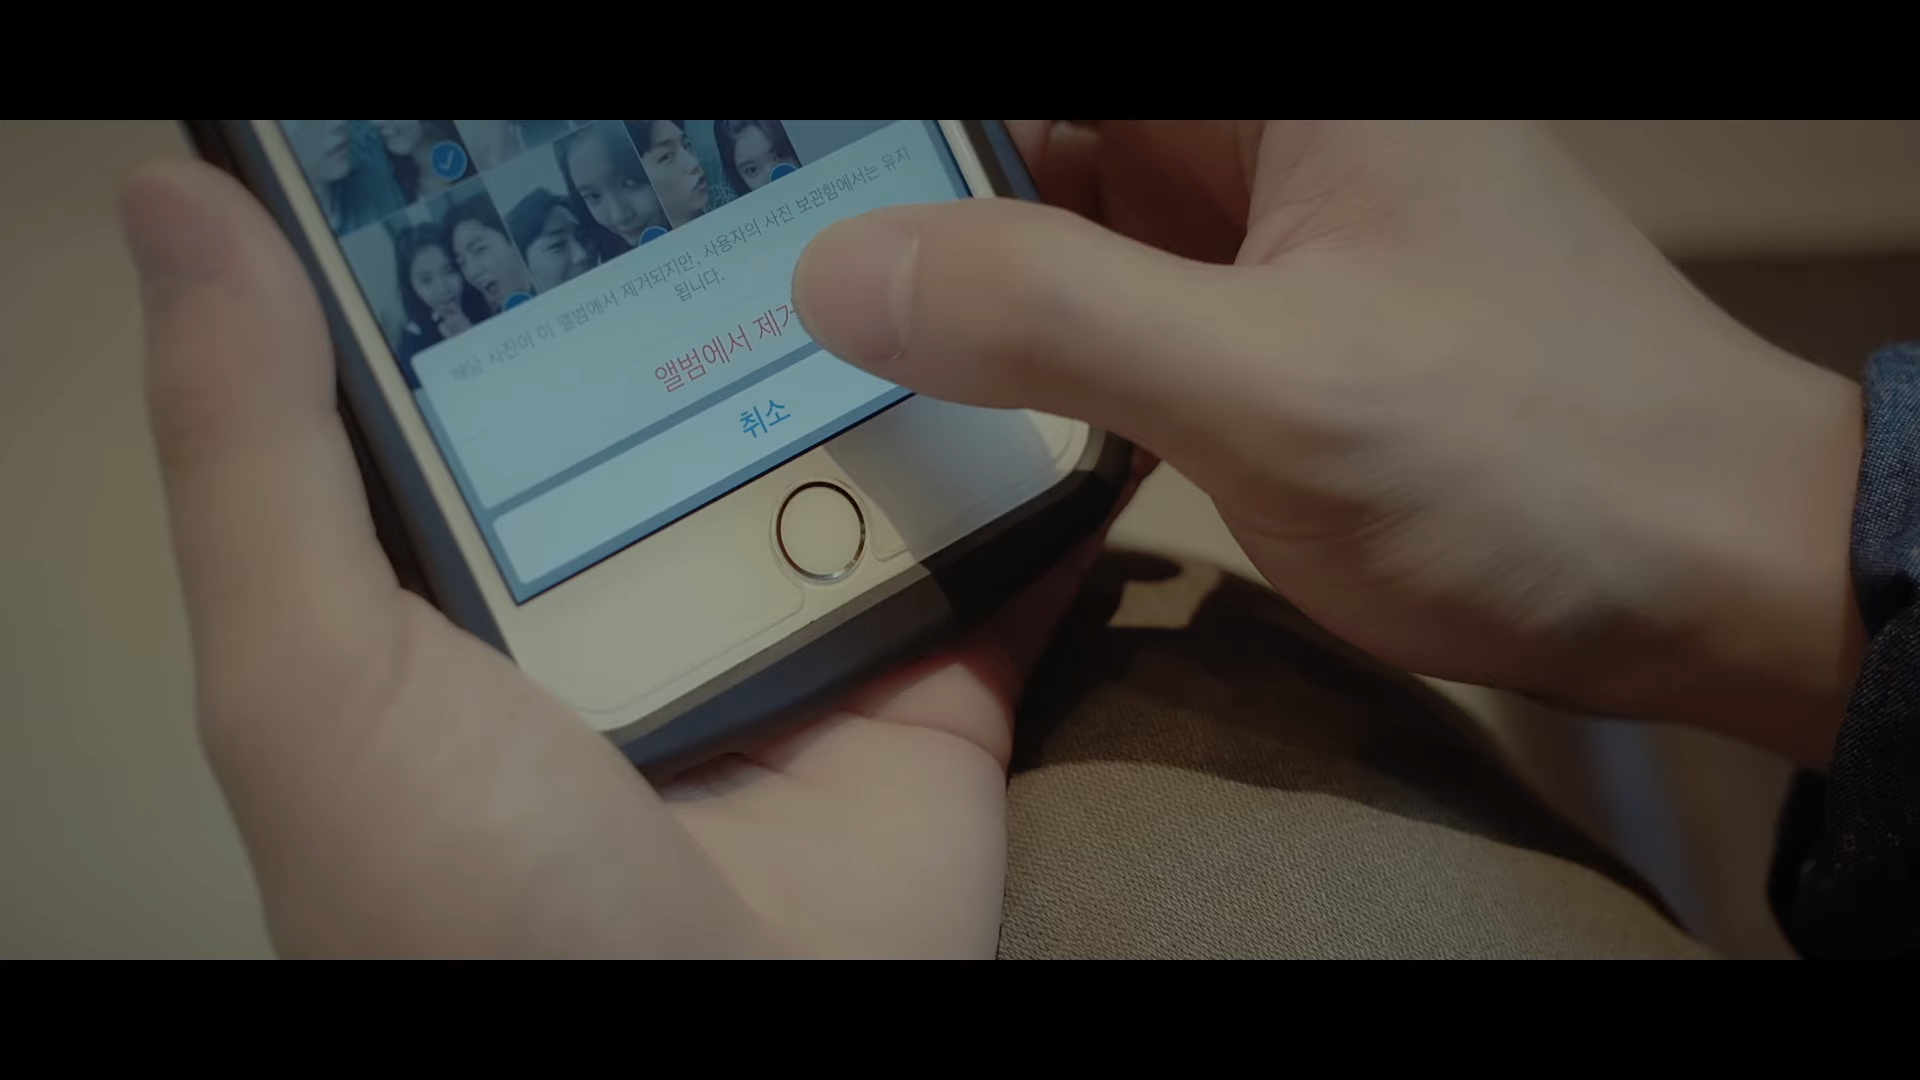 해당 사진이 이 앨범에서 제거되지만, 사용자의 사진 보관함에서는 유지
됩니다.
앨범에서 제거
취소